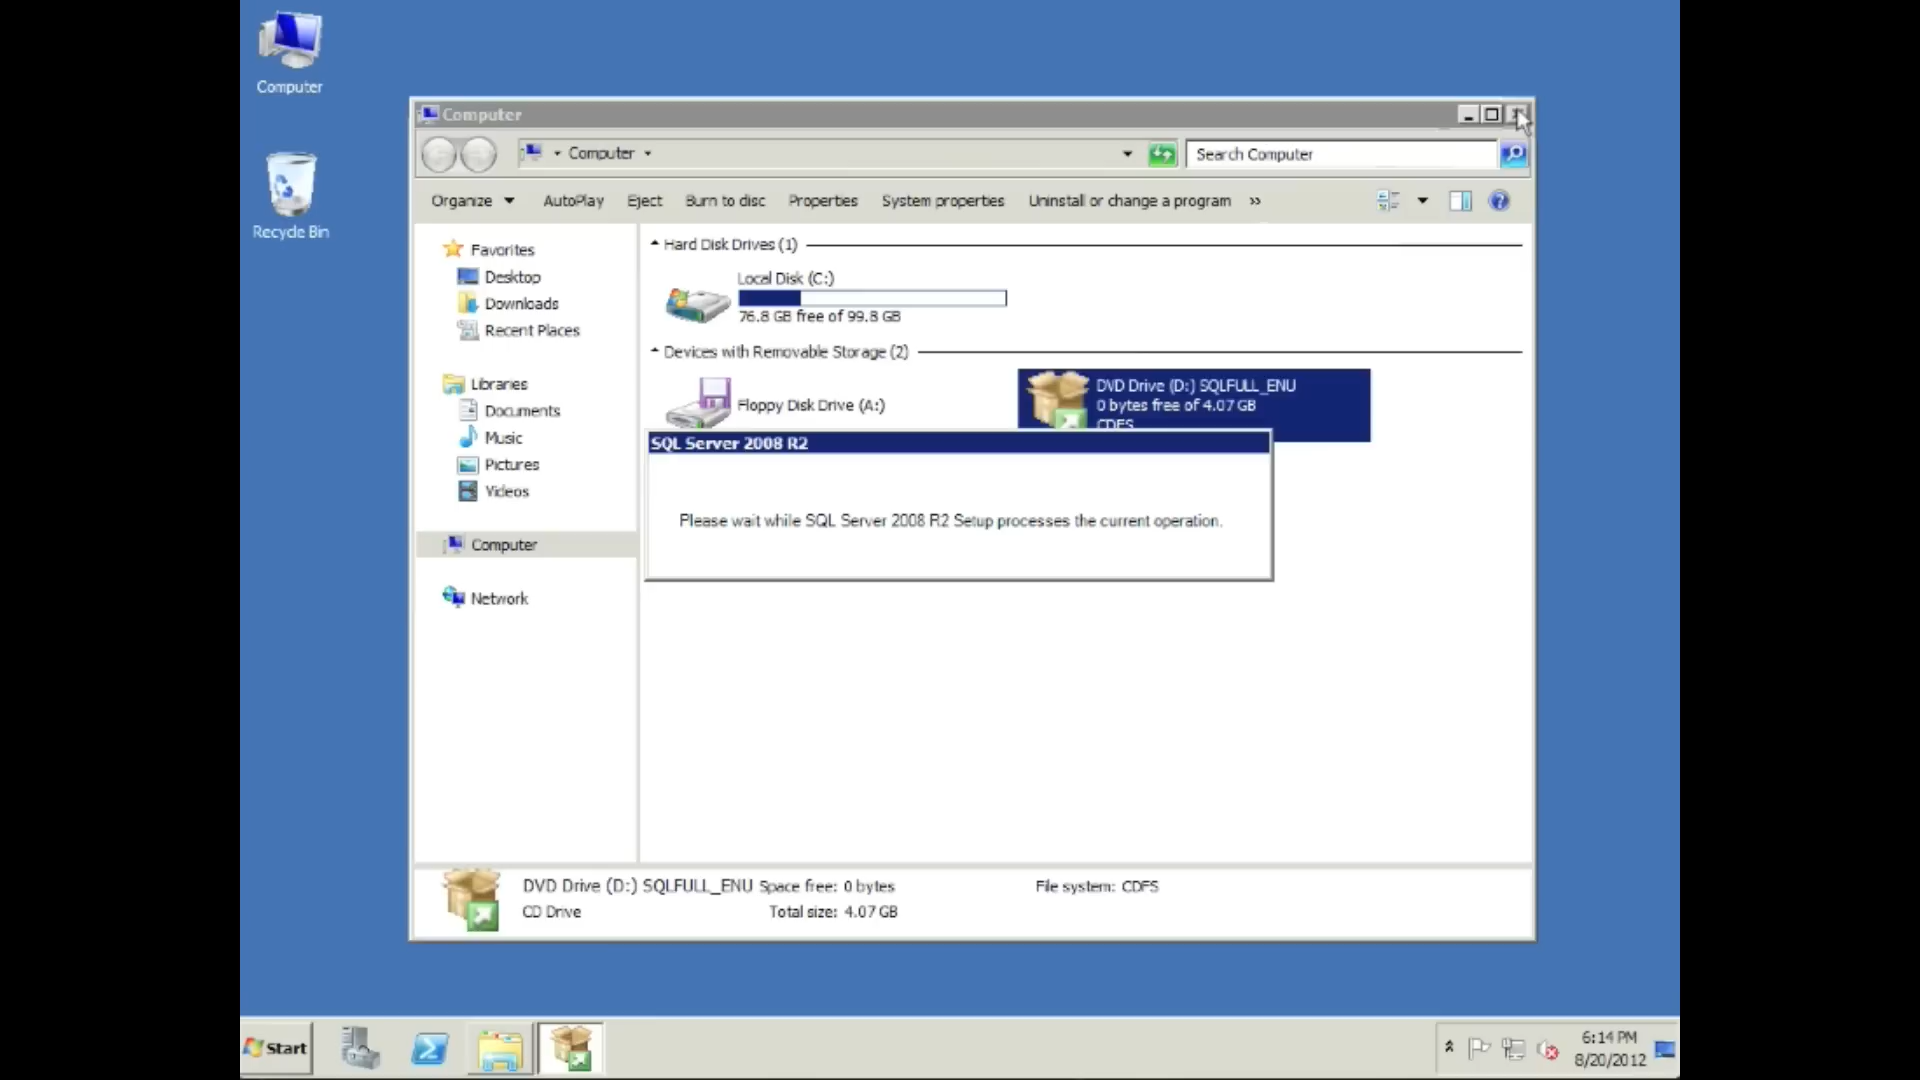 Computer
Recycle Bin
Computer
Computer
Search Computer
Organize AutoPlay Eject Burn to disc Properties System properties Uninstall or change a program »
Favorites
Desktop
Downloads
Recent Places
Libraries
Documents
Music
Pictures
Videos
Computer
Network
Hard Disk Drives (1)
Local Disk (C:)
76.8 GB free of 99.8 GB
Devices with Removable Storage (2)
Floppy Disk Drive (A:)
DVD Drive (D:) SQLFULL_ENU
0 bytes free of 4.07 GB
CDFS
SQL Server 2008 R2
Please wait while SQL Server 2008 R2 Setup processes the current operation.
DVD Drive (D:) SQLFULL_ENU Space free: 0 bytes File system: CDFS
CD Drive Total size: 4.07 GB
Start
6:14 PM
8/20/2012